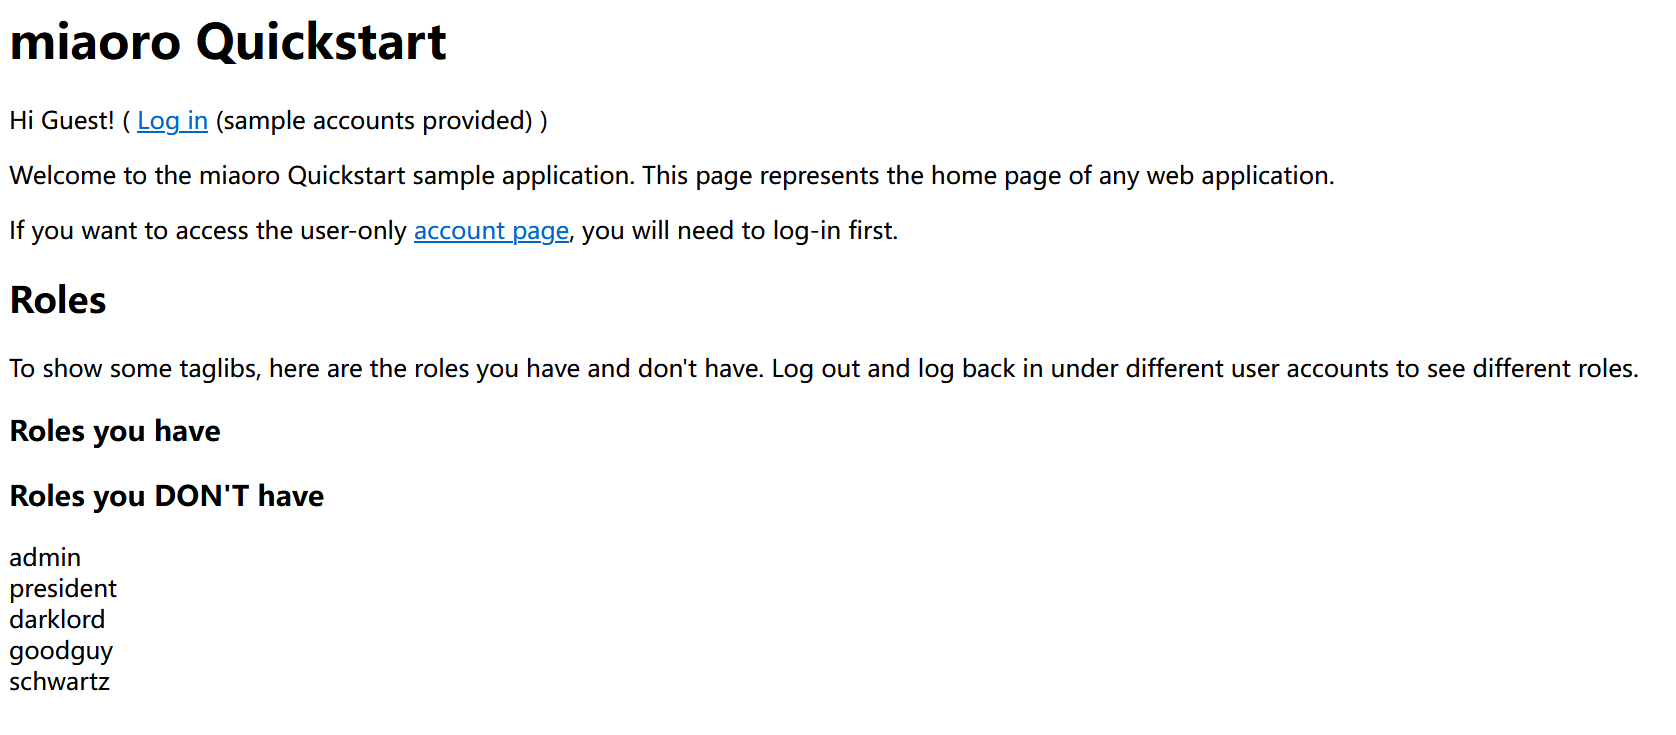 miaoro Quickstart
Hi Guest! ( Log in (sample accounts provided) )
Welcome to the miaoro Quickstart sample application. This page represents the home page of any web application.
If you want to access the user-only account page, you will need to log-in first.
Roles
To show some taglibs, here are the roles you have and don't have. Log out and log back in under different user accounts to see different roles.
Roles you have
Roles you DON'T have
admin
president
darklord
goodguy
schwartz